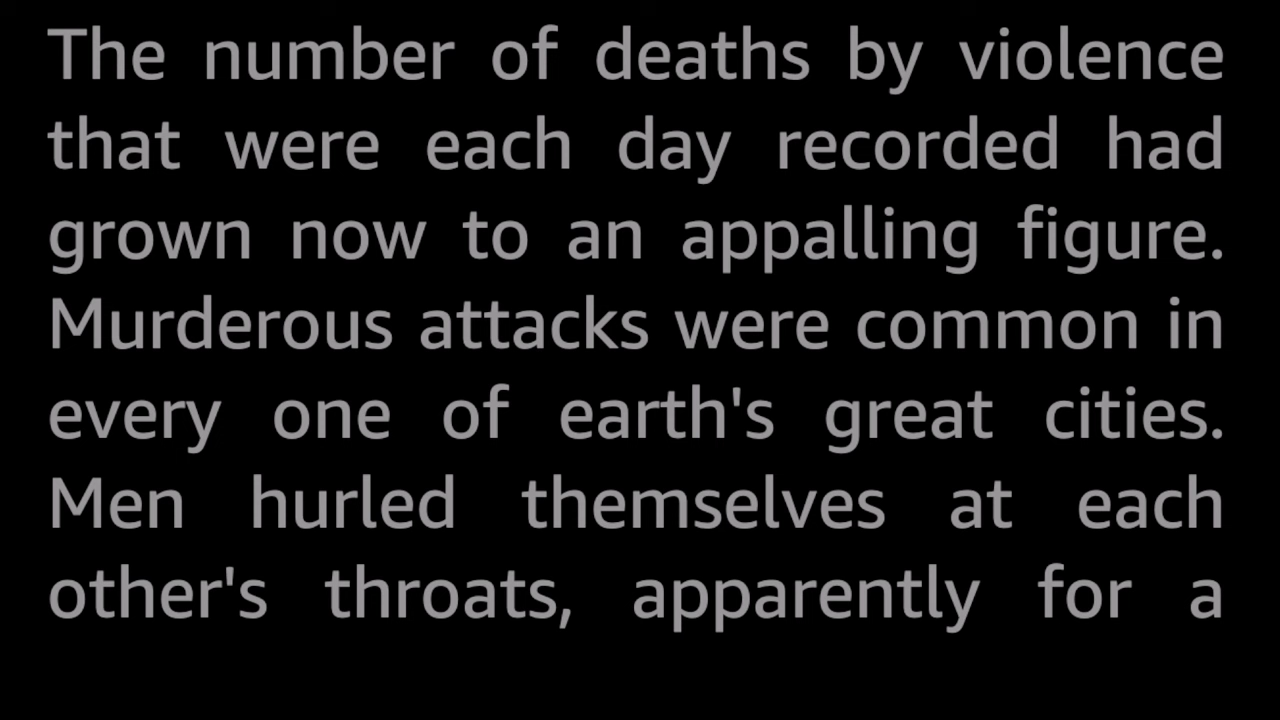 The number of deaths by violence
that were each day recorded had
grown now to an appalling figure.
Murderous attacks were common in
every one of earth's great cities.
Men hurled themselves at each
other's throats, apparently for a